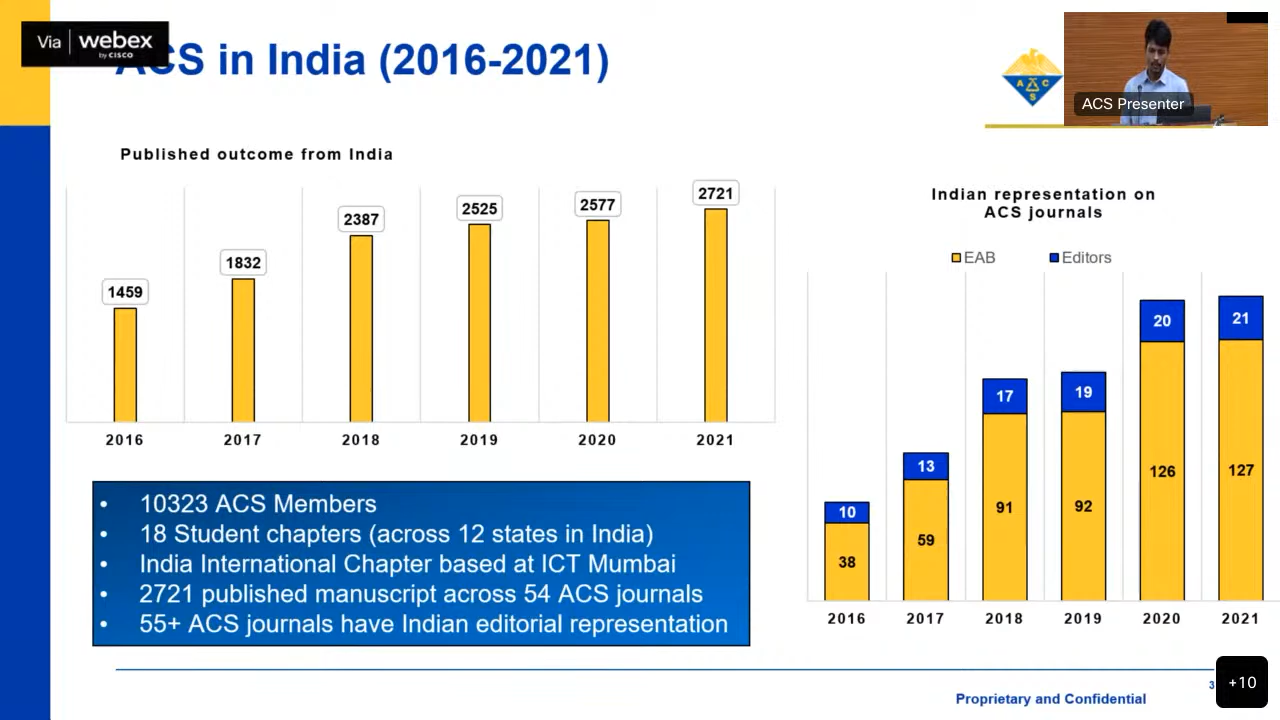 Via webex
by CISCO
ACS in India (2016-2021)
A C S
ACS Presenter
Published outcome from India
1459
1832
2387
2525
2577
2721
2016 2017 2018 2019 2020 2021
Indian representation on
ACS journals
EAB Editors
10 13 17 19 20 21
38 59 91 92 126 127
2016 2017 2018 2019 2020 2021
• 10323 ACS Members
• 18 Student chapters (across 12 states in India)
• India International Chapter based at ICT Mumbai
• 2721 published manuscript across 54 ACS journals
• 55+ ACS journals have Indian editorial representation
Proprietary and Confidential
3
+10